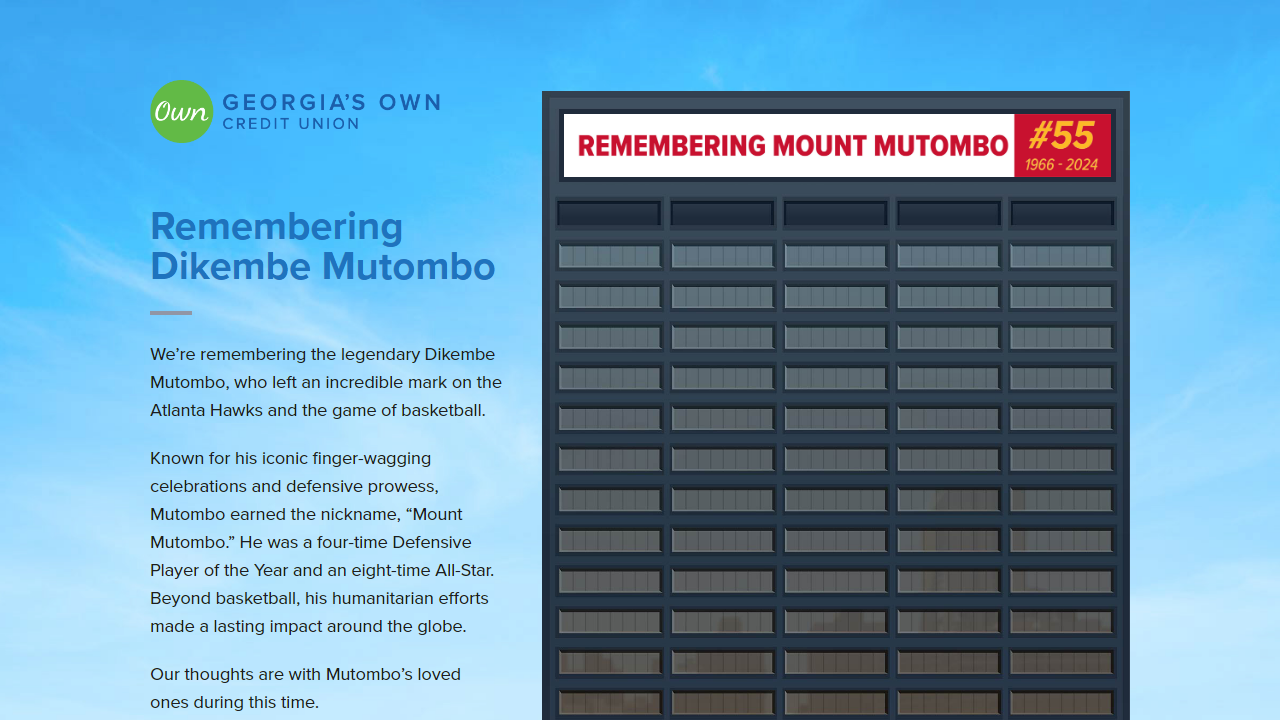 Own
GEORGIA'S OWN
CREDIT UNION
Remembering
Dikembe Mutombo
We're remembering the legendary Dikembe
Mutombo, who left an incredible mark on the
Atlanta Hawks and the game of basketball.
Known for his iconic finger-wagging
celebrations and defensive prowess,
Mutombo earned the nickname, “Mount
Mutombo.” He was a four-time Defensive
Player of the Year and an eight-time All-Star.
Beyond basketball, his humanitarian efforts
made a lasting impact around the globe.
Our thoughts are with Mutombo's loved
ones during this time.
REMEMBERING MOUNT MUTOMBO
#55
1966 - 2024